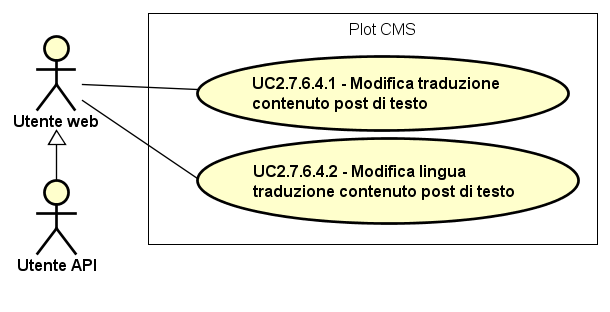 Plot CMS
UC2.7.6.4.1 - Modifica traduzione
contenuto post di testo
Utente web
UC2.7.6.4.2 - Modifica lingua
traduzione contenuto post di testo
Utente API